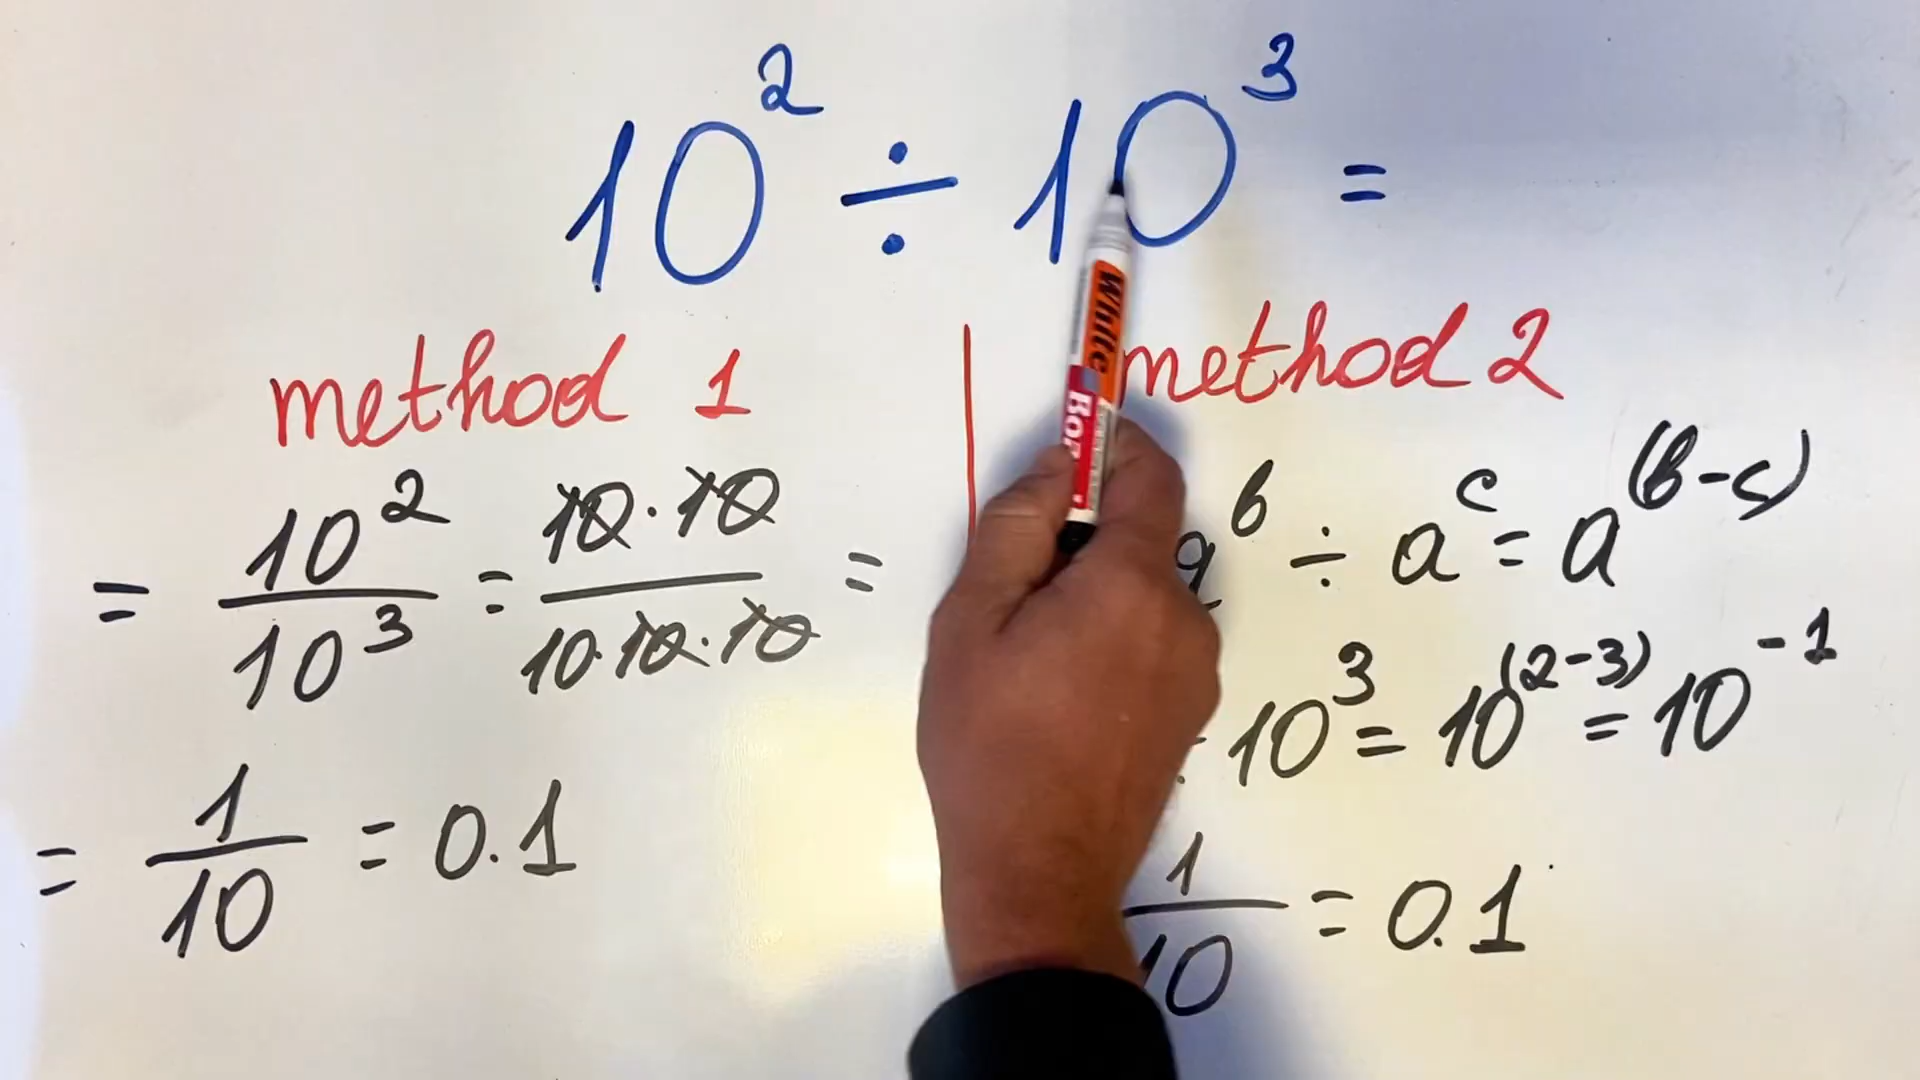 10² ÷ 10³ =
method 1
= 10²/10³ = 10·10/10·10·10 =
= 1/10 = 0.1
method 2
a^b ÷ a^c = a^(b-c)
10³ = 10^(2-3) = 10^-1
1/10 = 0.1
White
Bo